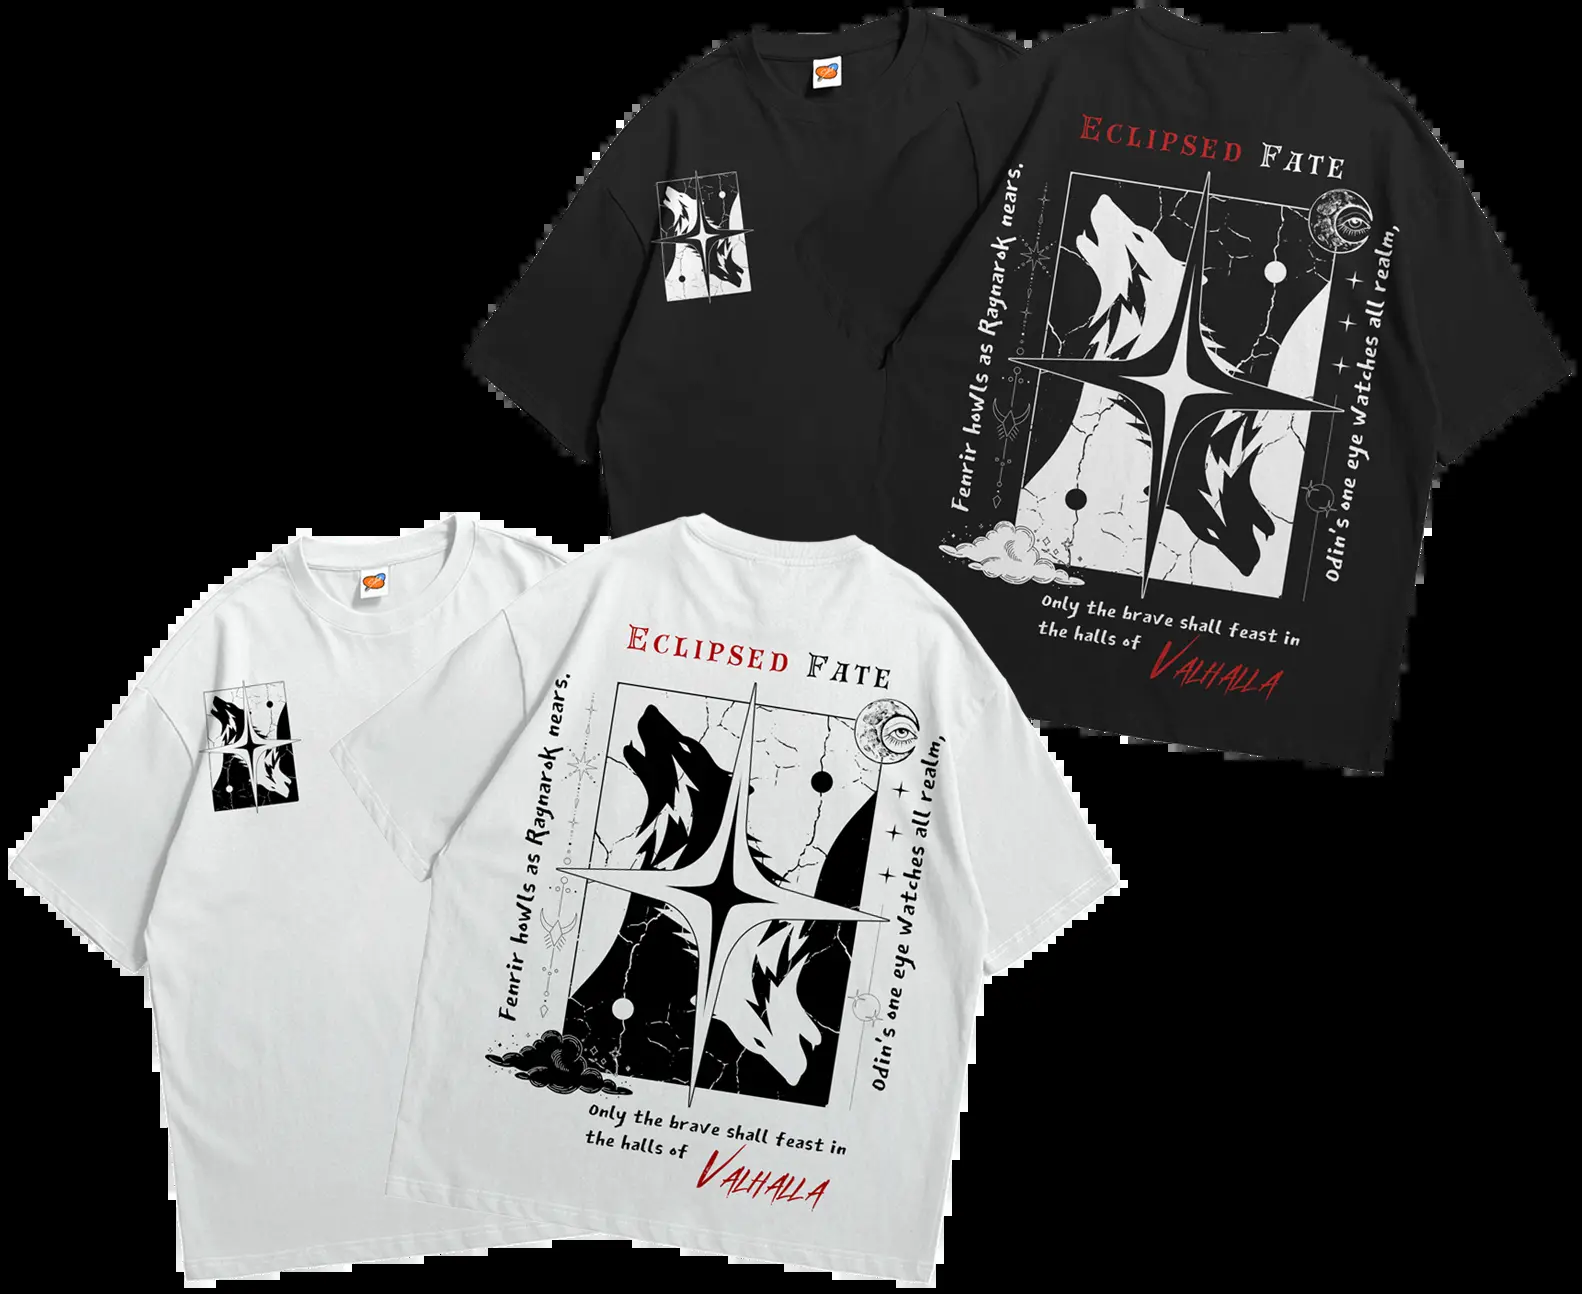 Eclipsed Fate
Fenrir howls as Ragnarok nears.
Odin's one eye watches all realm,
Only the brave shall feast in
the halls of Valhalla
Eclipsed Fate
Fenrir howls as Ragnarok nears.
Odin's one eye watches all realm,
Only the brave shall feast in
the halls of Valhalla